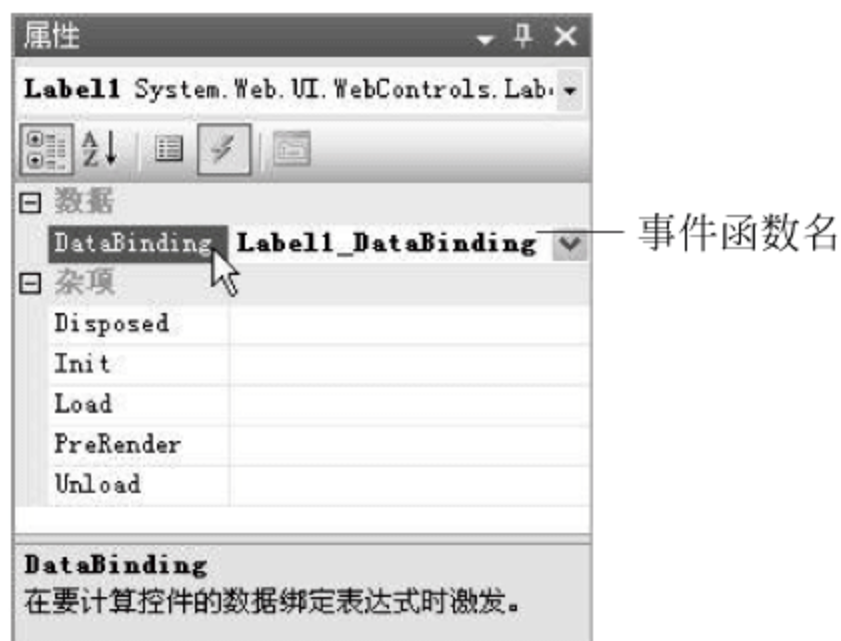 属性
Label1 System.Web.UI.WebControls.Lab
数据
DataBinding Label1_DataBinding
事件函数名
杂项
Disposed
Init
Load
PreRender
Unload
DataBinding
在要计算控件的数据绑定表达式时激发。